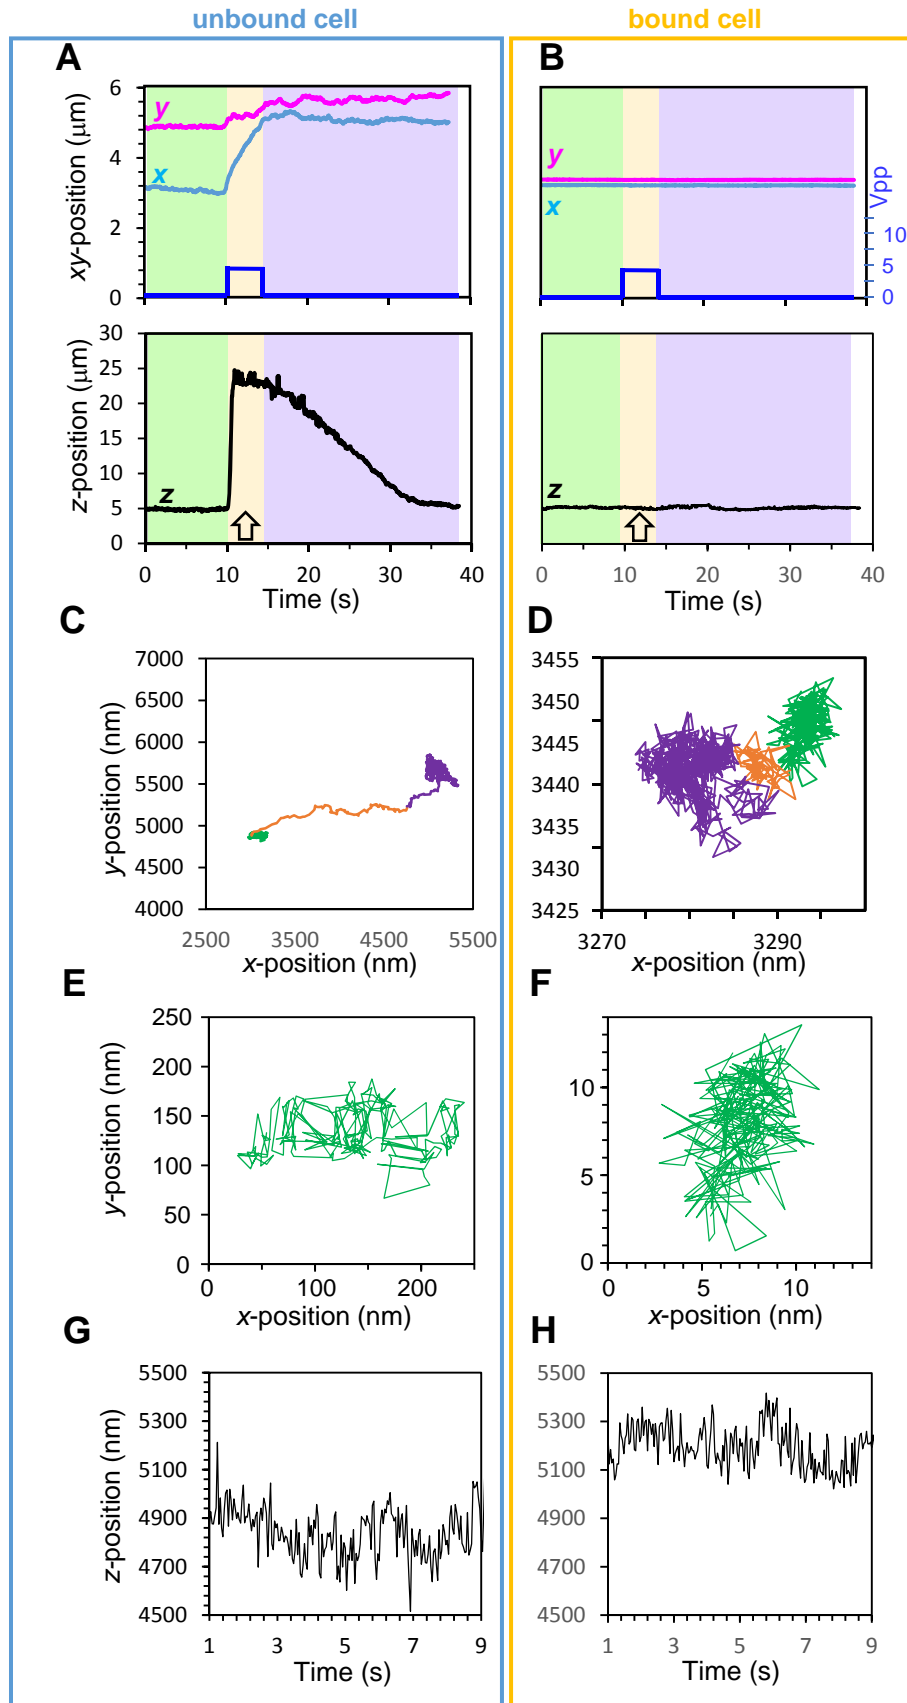 unbound cell
bound cell
A
B
6
4
2
0
xy-position (μm)
y
x
y
x
Vpp
10
5
0
30
25
20
15
10
5
0
z-position (μm)
z
z
0 10 20 30 40
Time (s)
0 10 20 30 40
Time (s)
C
D
7000
6500
6000
5500
5000
4500
4000
y-position (nm)
2500 3500 4500 5500
x-position (nm)
3455
3450
3445
3440
3435
3430
3425
3270 3290
x-position (nm)
E
F
250
200
150
100
50
0
y-position (nm)
0 100 200
x-position (nm)
10
5
0
0 5 10
x-position (nm)
G
H
5500
5300
5100
4900
4700
4500
z-position (nm)
1 3 5 7 9
Time (s)
5500
5300
5100
4900
4700
4500
1 3 5 7 9
Time (s)